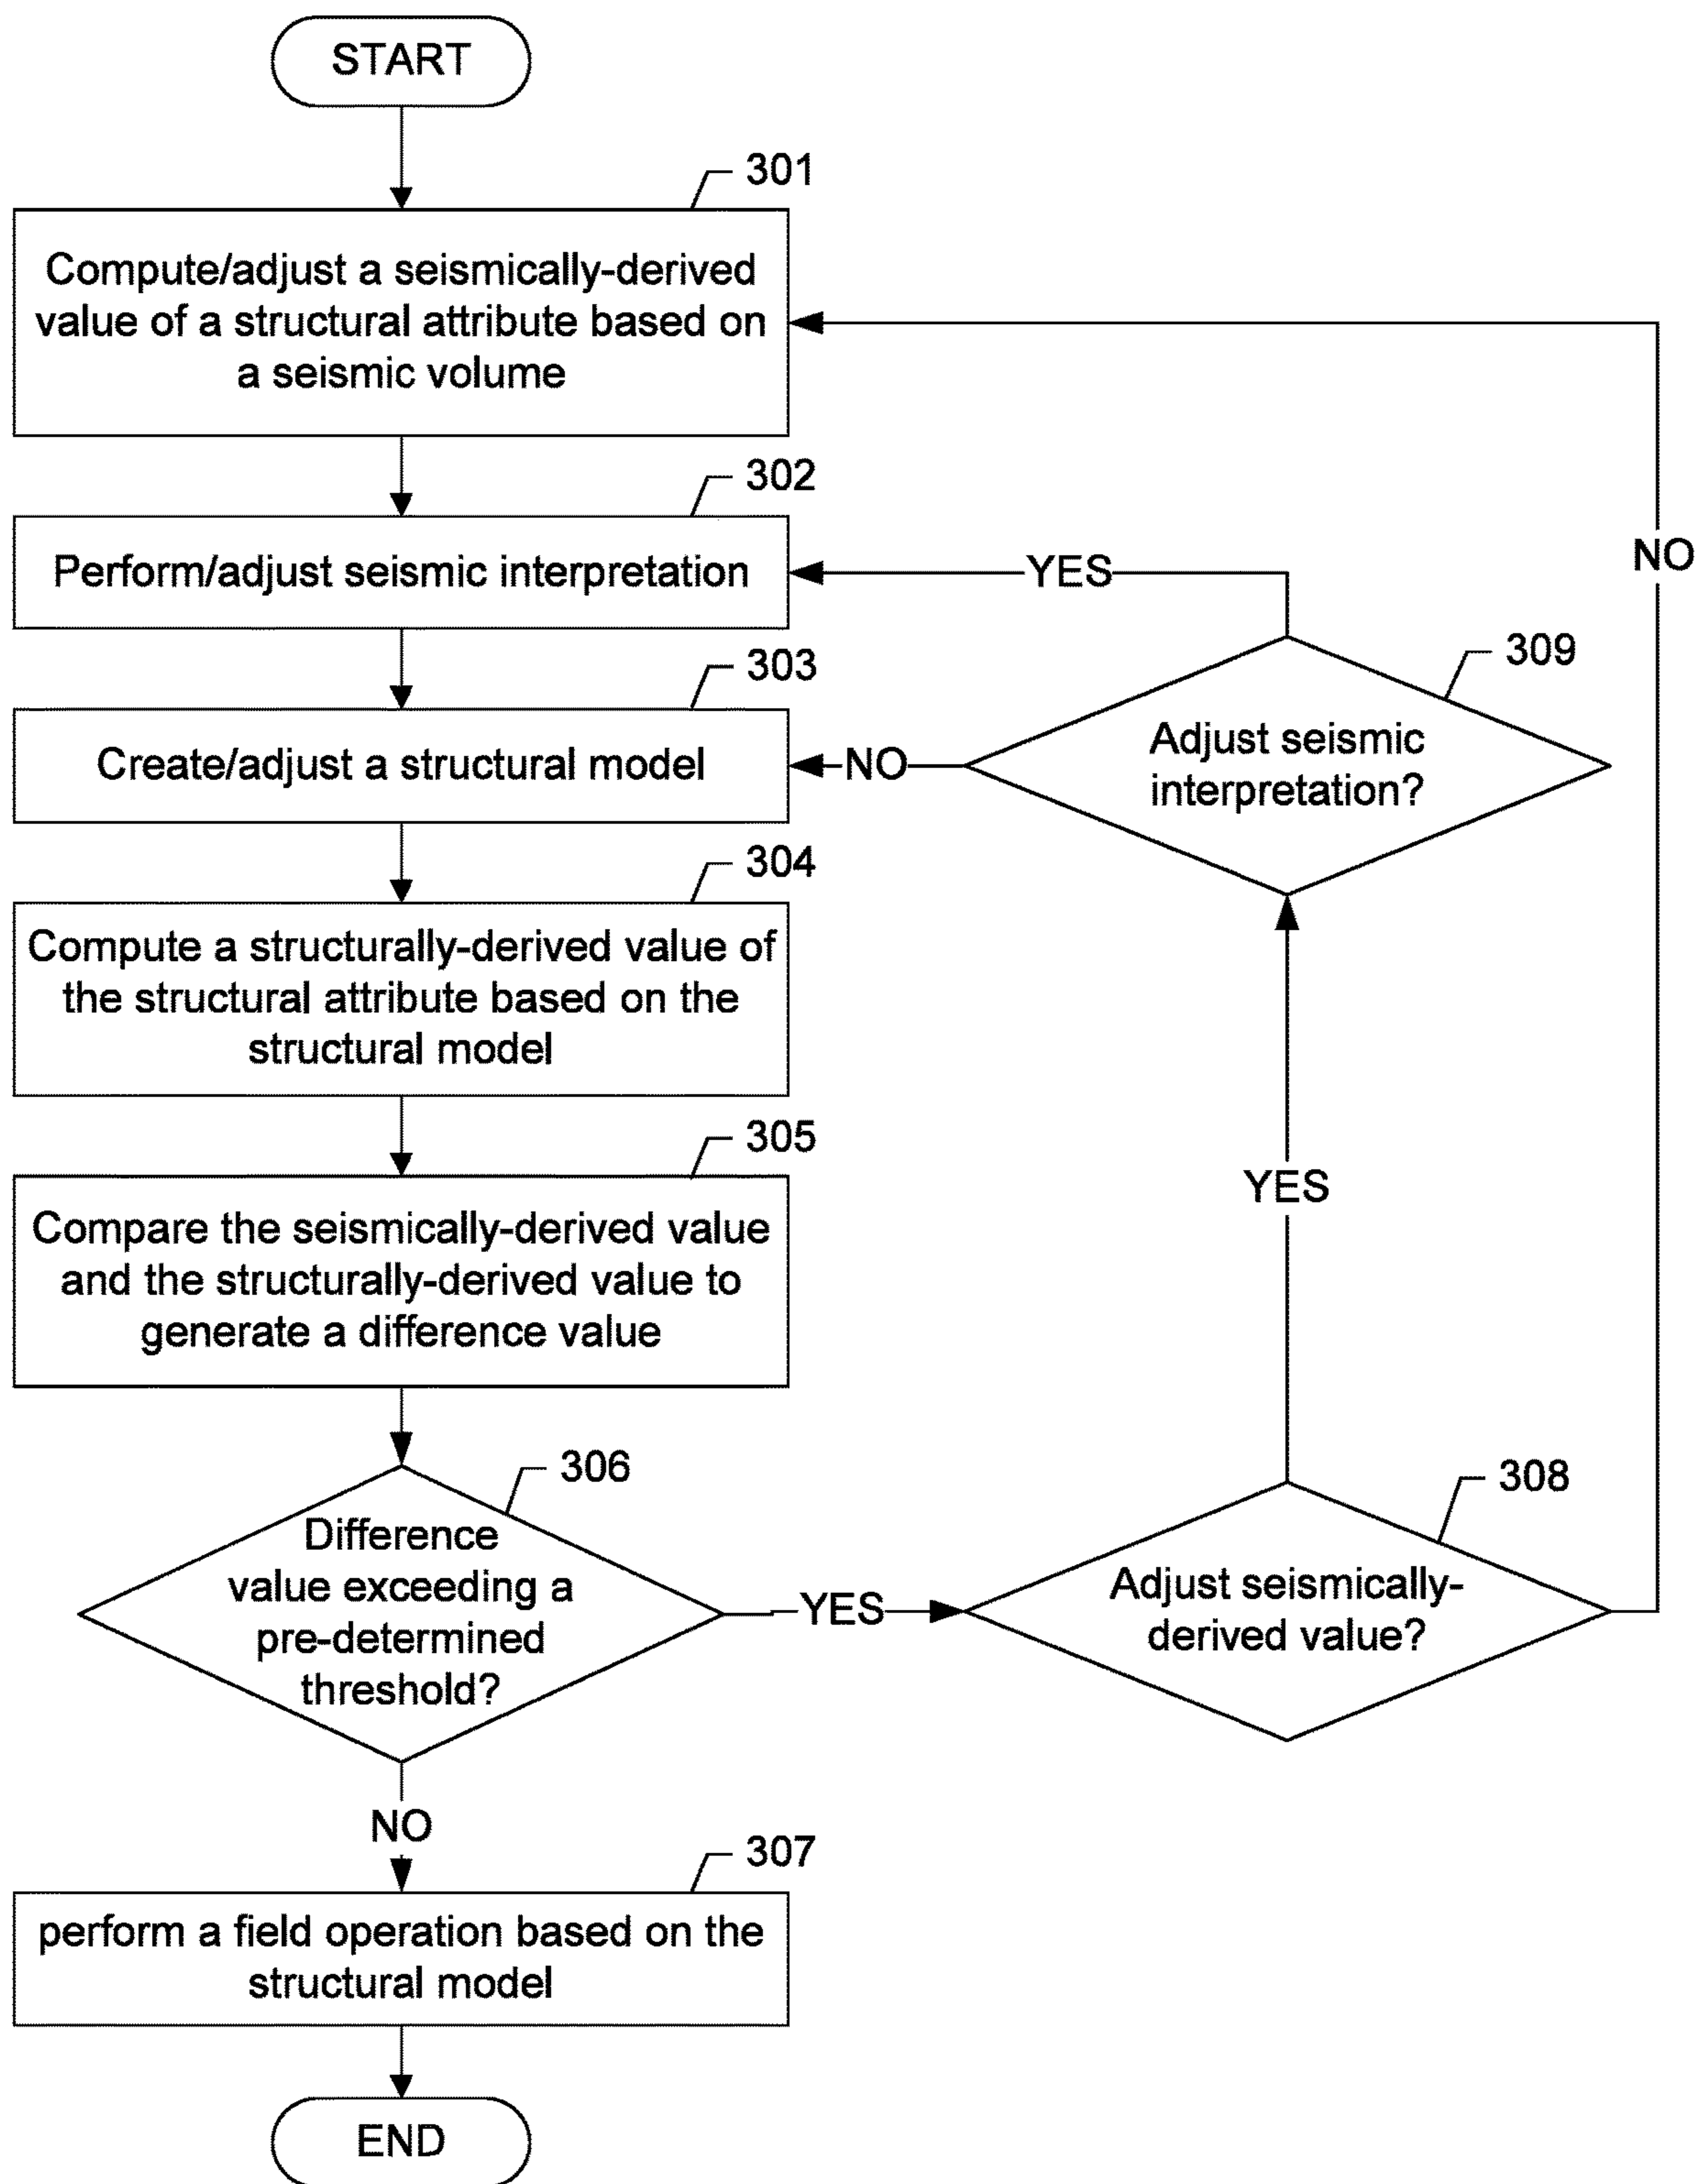 START
301
Compute/adjust a seismically-derived
value of a structural attribute based on
a seismic volume
302
Perform/adjust seismic interpretation
YES
NO
303
309
Create/adjust a structural model
NO
Adjust seismic
interpretation?
304
Compute a structurally-derived value of
the structural attribute based on the
structural model
305
Compare the seismically-derived value
and the structurally-derived value to
generate a difference value
YES
306
Difference
value exceeding a
pre-determined
threshold?
YES
308
Adjust seismically-
derived value?
NO
307
perform a field operation based on the
structural model
END